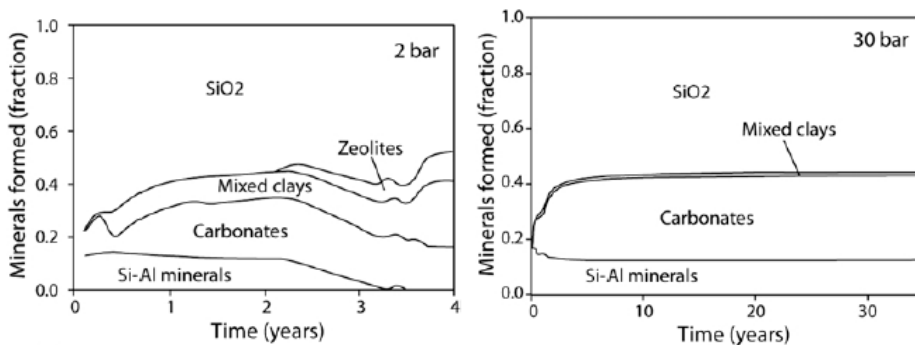 Minerals formed (fraction)
1.0
0.8
0.6
0.4
0.2
0.0
2 bar
SiO2
Zeolites
Mixed clays
Carbonates
Si-Al minerals
0
1
2
3
4
Time (years)
Minerals formed (fraction)
1.0
0.8
0.6
0.4
0.2
0.0
30 bar
SiO2
Mixed clays
Carbonates
Si-Al minerals
0
10
20
30
Time (years)